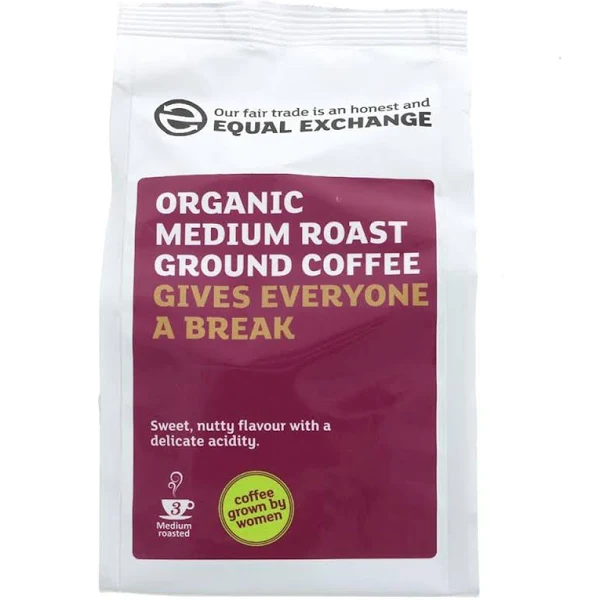 Our fair trade is an honest and
EQUAL EXCHANGE
ORGANIC
MEDIUM ROAST
GROUND COFFEE
GIVES EVERYONE
A BREAK
Sweet, nutty flavour with a
delicate acidity.
3
Medium
roasted
coffee
grown by
women